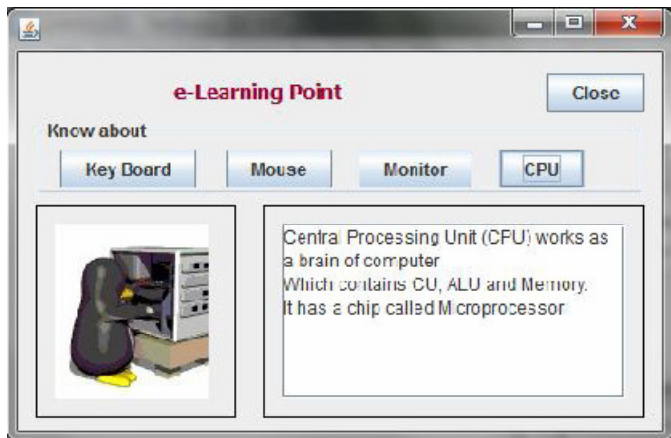 e-Learning Point
Close
Know about
Key Board
Mouse
Monitor
CPU
Central Processing Unit (CPU) works as
a brain of computer
Which contains CU, ALU and Memory.
It has a chip called Microprocessor